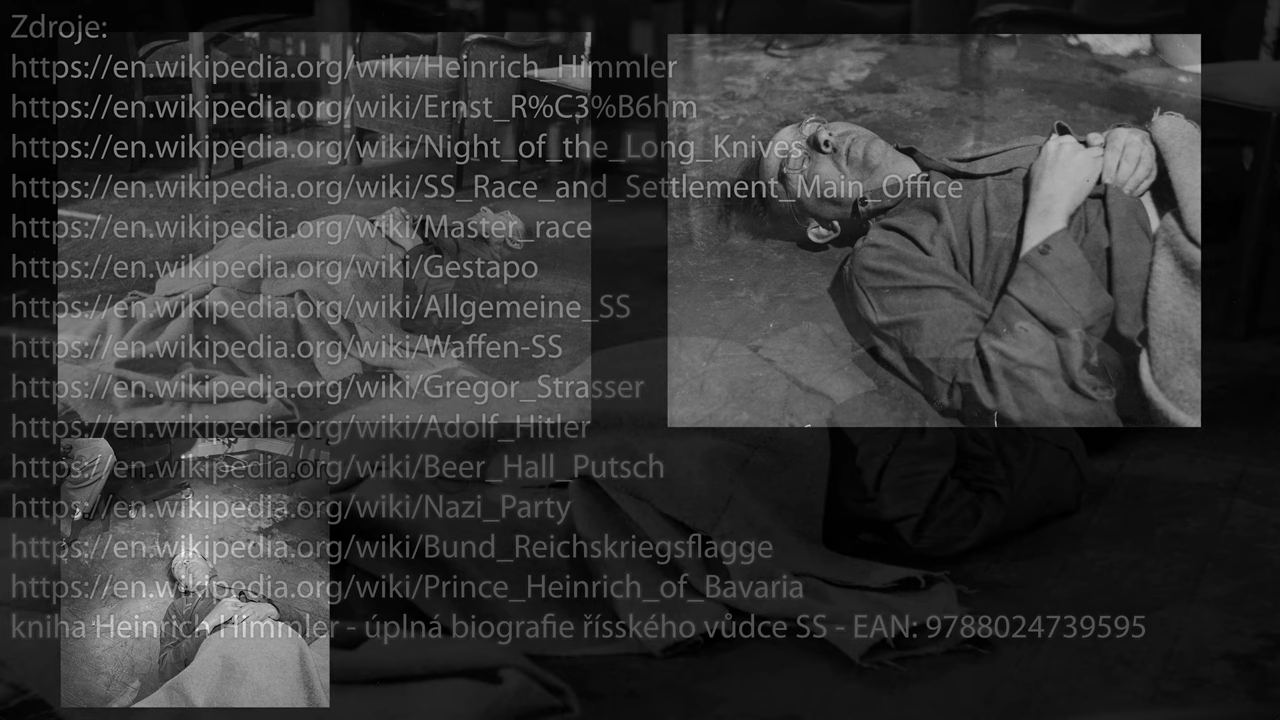 Zdroje:
https://en.wikipedia.org/wiki/Heinrich_Himmler
https://en.wikipedia.org/wiki/Ernst_R%C3%B6hm
https://en.wikipedia.org/wiki/Night_of_the_Long_Knives
https://en.wikipedia.org/wiki/SS_Race_and_Settlement_Main_Office
https://en.wikipedia.org/wiki/Master_race
https://en.wikipedia.org/wiki/Gestapo
https://en.wikipedia.org/wiki/Allgemeine_SS
https://en.wikipedia.org/wiki/Waffen-SS
https://en.wikipedia.org/wiki/Gregor_Strasser
https://en.wikipedia.org/wiki/Adolf_Hitler
https://en.wikipedia.org/wiki/Beer_Hall_Putsch
https://en.wikipedia.org/wiki/Nazi_Party
https://en.wikipedia.org/wiki/Bund_Reichskriegsflagge
https://en.wikipedia.org/wiki/Prince_Heinrich_of_Bavaria
kniha Heinrich Himmler - úplná biografie říšského vůdce SS - EAN: 9788024739595